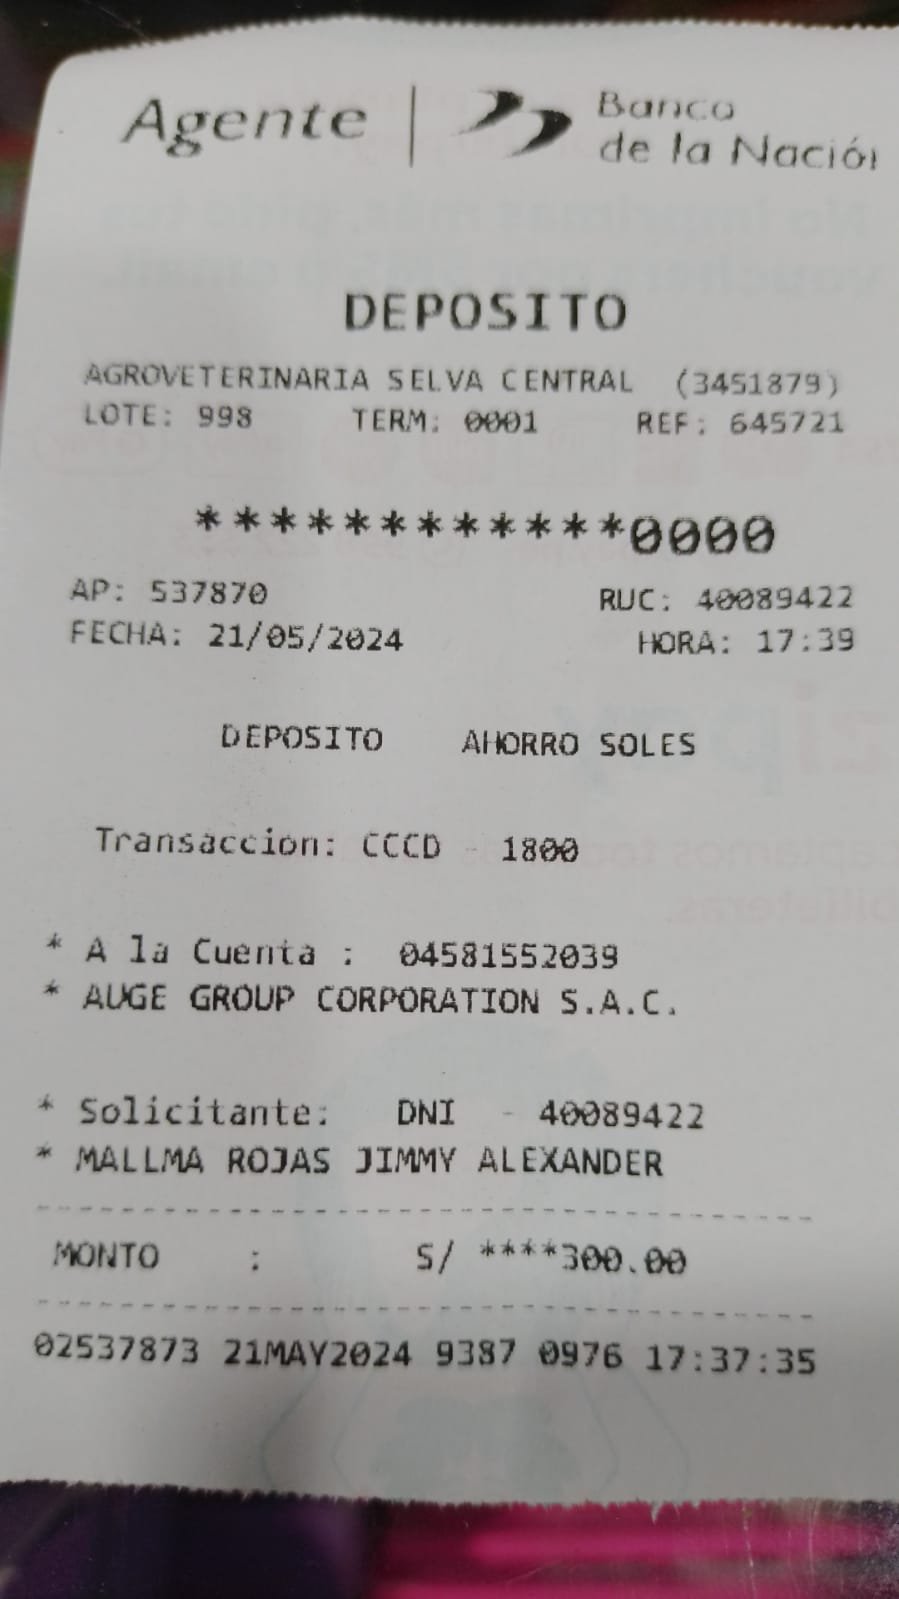 Agente | Banco
de la Nación
DEPOSITO
AGROVETERINARIA SELVA CENTRAL (3451879)
LOTE: 998 TERM: 0001 REF: 645721
************0000
AP: 537870 RUC: 40089422
FECHA: 21/05/2024 HORA: 17:39
DEPOSITO AHORRO SOLES
Transaccion: CCCD - 1800
* A la Cuenta : 04581552039
* AUGE GROUP CORPORATION S.A.C.
* Solicitante: DNI - 40089422
* MALLMA ROJAS JIMMY ALEXANDER
MONTO : S/ ****300.00
02537873 21MAY2024 9387 0976 17:37:35